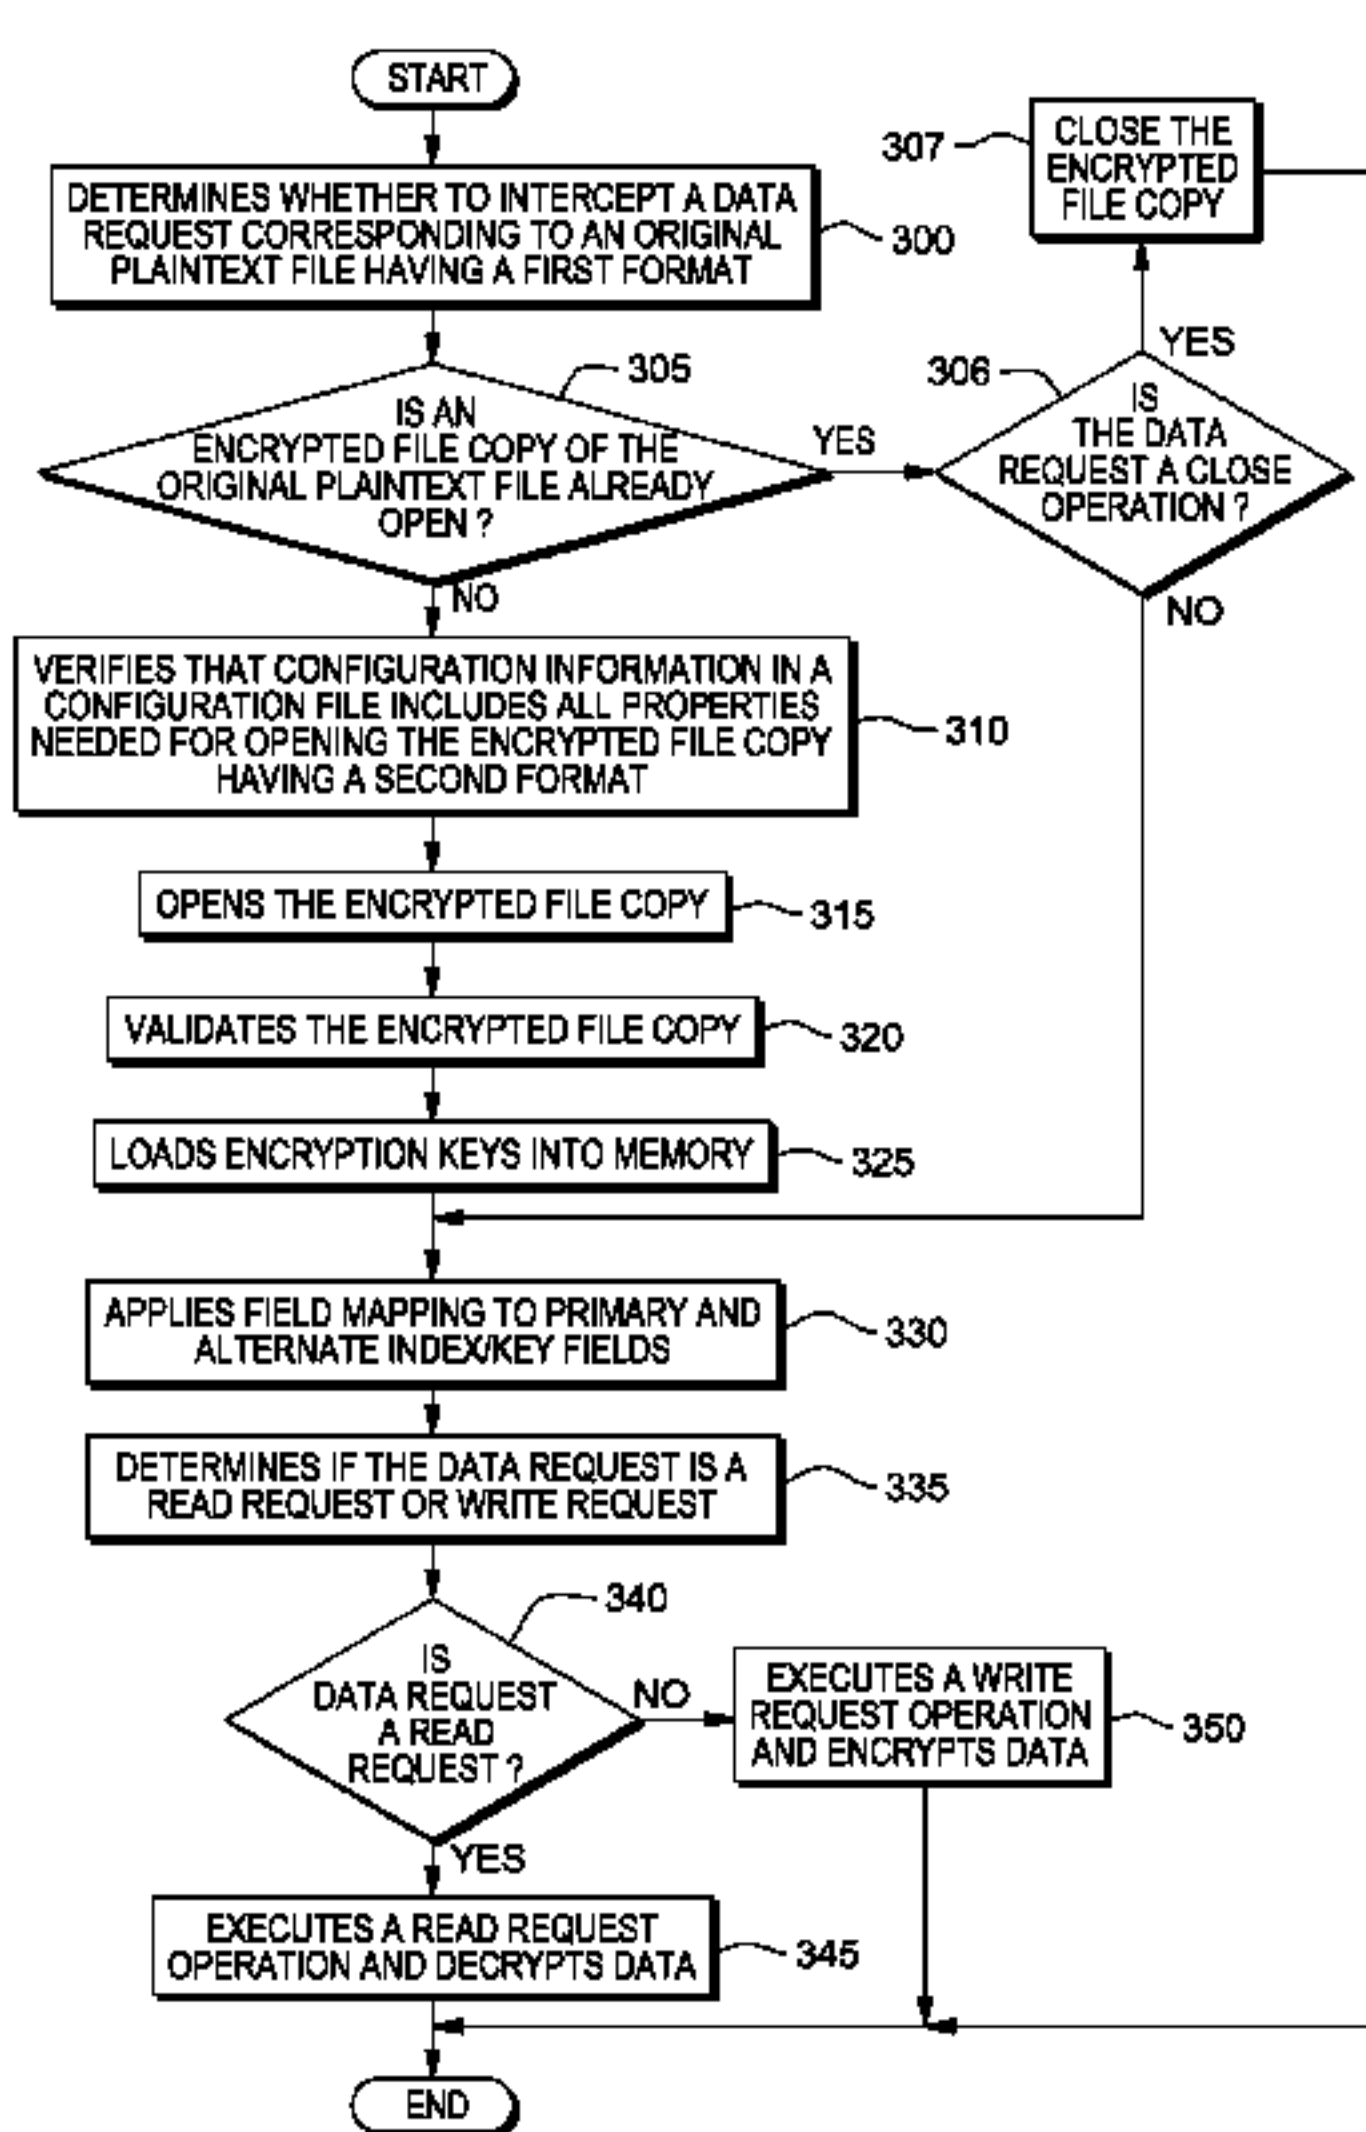 START
DETERMINES WHETHER TO INTERCEPT A DATA
REQUEST CORRESPONDING TO AN ORIGINAL
PLAINTEXT FILE HAVING A FIRST FORMAT
300
305
IS AN
ENCRYPTED FILE COPY OF THE
ORIGINAL PLAINTEXT FILE ALREADY
OPEN ?
YES
NO
306
IS
THE DATA
REQUEST A CLOSE
OPERATION ?
YES
NO
307
CLOSE THE
ENCRYPTED
FILE COPY
VERIFIES THAT CONFIGURATION INFORMATION IN A
CONFIGURATION FILE INCLUDES ALL PROPERTIES
NEEDED FOR OPENING THE ENCRYPTED FILE COPY
HAVING A SECOND FORMAT
310
OPENS THE ENCRYPTED FILE COPY
315
VALIDATES THE ENCRYPTED FILE COPY
320
LOADS ENCRYPTION KEYS INTO MEMORY
325
APPLIES FIELD MAPPING TO PRIMARY AND
ALTERNATE INDEX/KEY FIELDS
330
DETERMINES IF THE DATA REQUEST IS A
READ REQUEST OR WRITE REQUEST
335
340
IS
DATA REQUEST
A READ
REQUEST ?
NO
YES
EXECUTES A WRITE
REQUEST OPERATION
AND ENCRYPTS DATA
350
EXECUTES A READ REQUEST
OPERATION AND DECRYPTS DATA
345
END